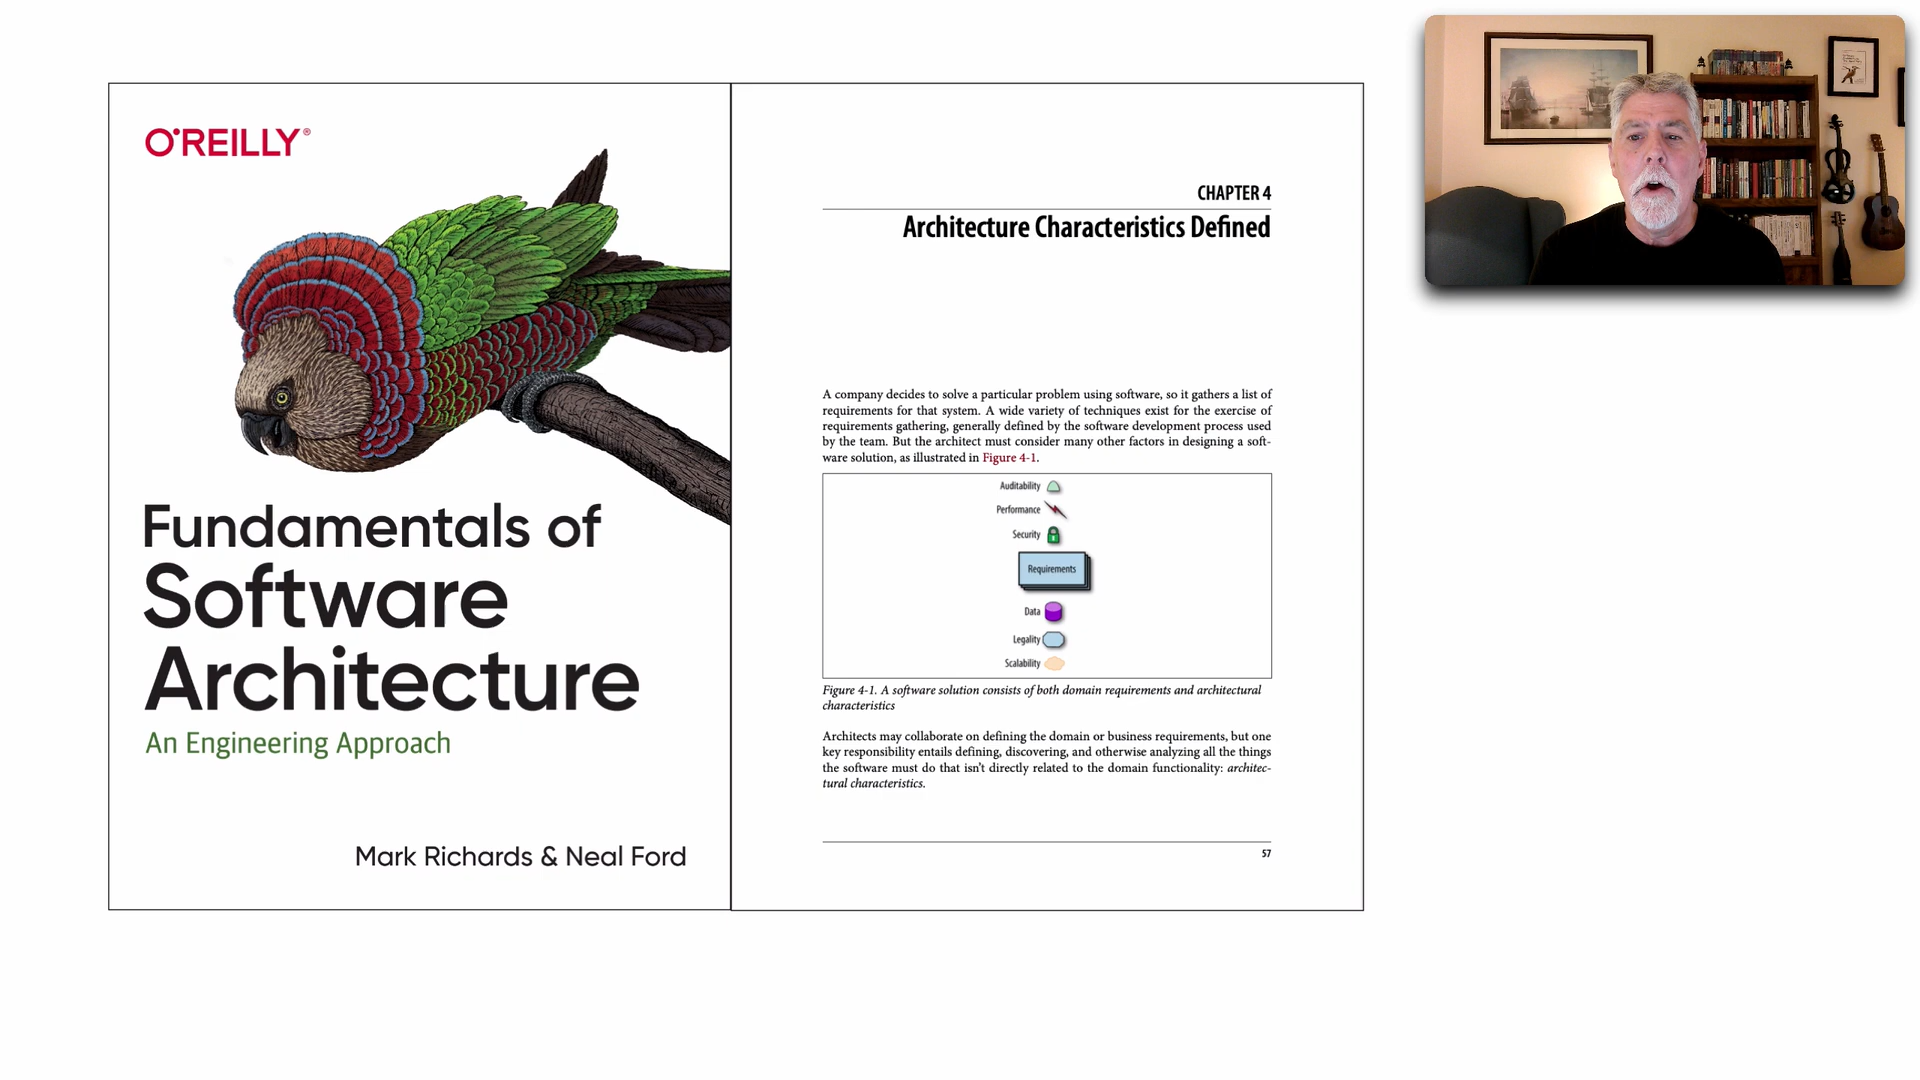 O'REILLY®
Fundamentals of
Software
Architecture
An Engineering Approach
Mark Richards & Neal Ford
CHAPTER 4
Architecture Characteristics Defined
A company decides to solve a particular problem using software, so it gathers a list of
requirements for that system. A wide variety of techniques exist for the exercise of
requirements gathering, generally defined by the software development process used
by the team. But the architect must consider many other factors in designing a soft-
ware solution, as illustrated in Figure 4-1.
Auditability
Performance
Security
Requirements
Data
Legality
Scalability
Figure 4-1. A software solution consists of both domain requirements and architectural
characteristics
Architects may collaborate on defining the domain or business requirements, but one
key responsibility entails defining, discovering, and otherwise analyzing all the things
the software must do that isn't directly related to the domain functionality: architec-
tural characteristics.
57